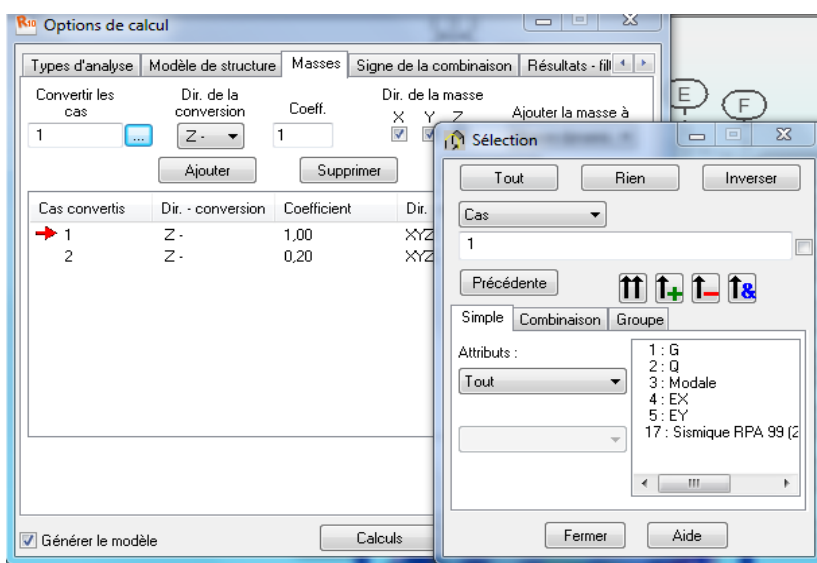 Options de calcul
Types d'analyse Modèle de structure Masses Signe de la combinaison Résultats - filt
Convertir les cas Dir. de la conversion Coeff. Dir. de la masse X Y Z Ajouter la masse à
1 ... Z - 1
Ajouter Supprimer
Cas convertis Dir. - conversion Coefficient Dir.
1 Z - 1,00 XYZ
2 Z - 0,20 XYZ
Générer le modèle Calculs
E
F
Sélection
Tout Rien Inverser
Cas
1
Précédente
&
Simple Combinaison Groupe
Attributs :
Tout
1 : G
2 : Q
3 : Modale
4 : EX
5 : EY
17 : Sismique RPA 99 (2
Fermer Aide